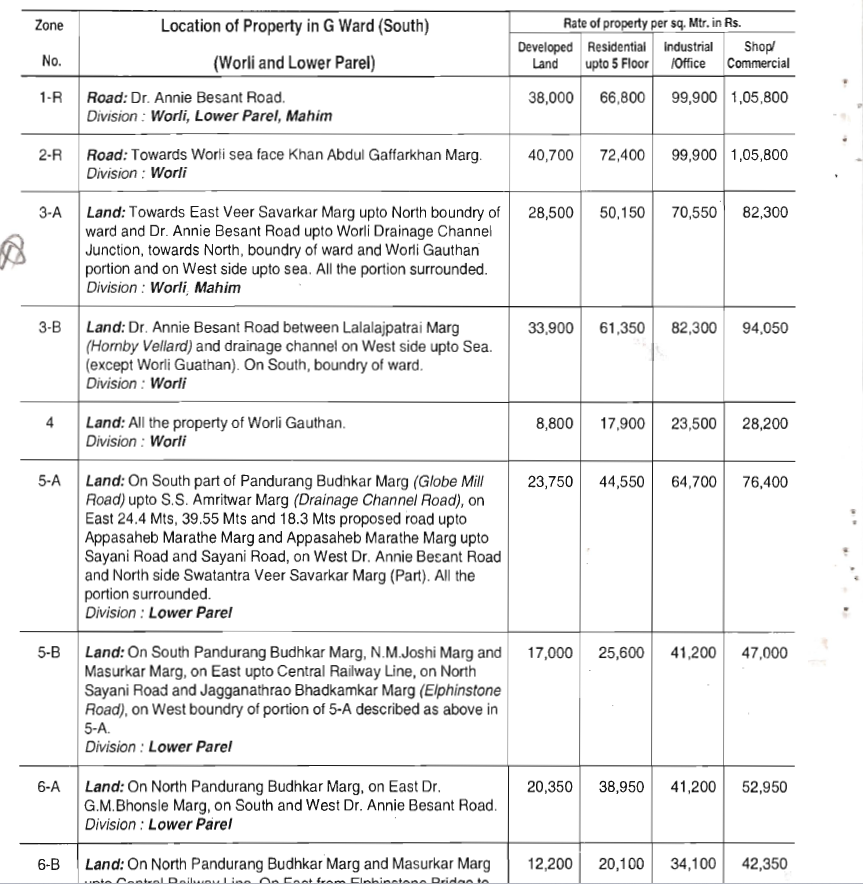 Zone No.
Location of Property in G Ward (South)
(Worli and Lower Parel)
Rate of property per sq. Mtr. in Rs.
Developed Land
Residential upto 5 Floor
Industrial /Office
Shop/ Commercial
1-R
Road: Dr. Annie Besant Road.
Division : Worli, Lower Parel, Mahim
38,000 66,800 99,900 1,05,800
2-R
Road: Towards Worli sea face Khan Abdul Gaffarkhan Marg.
Division : Worli
40,700 72,400 99,900 1,05,800
3-A
Land: Towards East Veer Savarkar Marg upto North boundry of
ward and Dr. Annie Besant Road upto Worli Drainage Channel
Junction, towards North, boundry of ward and Worli Gauthan
portion and on West side upto sea. All the portion surrounded.
Division : Worli, Mahim
28,500 50,150 70,550 82,300
3-B
Land: Dr. Annie Besant Road between Lalalajpatrai Marg
(Hornby Vellard) and drainage channel on West side upto Sea.
(except Worli Guathan). On South, boundry of ward.
Division : Worli
33,900 61,350 82,300 94,050
4
Land: All the property of Worli Gauthan.
Division : Worli
8,800 17,900 23,500 28,200
5-A
Land: On South part of Pandurang Budhkar Marg (Globe Mill
Road) upto S.S. Amritwar Marg (Drainage Channel Road), on
East 24.4 Mts, 39.55 Mts and 18.3 Mts proposed road upto
Appasaheb Marathe Marg and Appasaheb Marathe Marg upto
Sayani Road and Sayani Road, on West Dr. Annie Besant Road
and North side Swatantra Veer Savarkar Marg (Part). All the
portion surrounded.
Division : Lower Parel
23,750 44,550 64,700 76,400
5-B
Land: On South Pandurang Budhkar Marg, N.M.Joshi Marg and
Masurkar Marg, on East upto Central Railway Line, on North
Sayani Road and Jagganathrao Bhadkamkar Marg (Elphinstone
Road), on West boundry of portion of 5-A described as above in
5-A.
Division : Lower Parel
17,000 25,600 41,200 47,000
6-A
Land: On North Pandurang Budhkar Marg, on East Dr.
G.M.Bhonsle Marg, on South and West Dr. Annie Besant Road.
Division : Lower Parel
20,350 38,950 41,200 52,950
6-B
Land: On North Pandurang Budhkar Marg and Masurkar Marg
12,200 20,100 34,100 42,350
upto Central Railway Line. On East from Elphinstone Bridge to